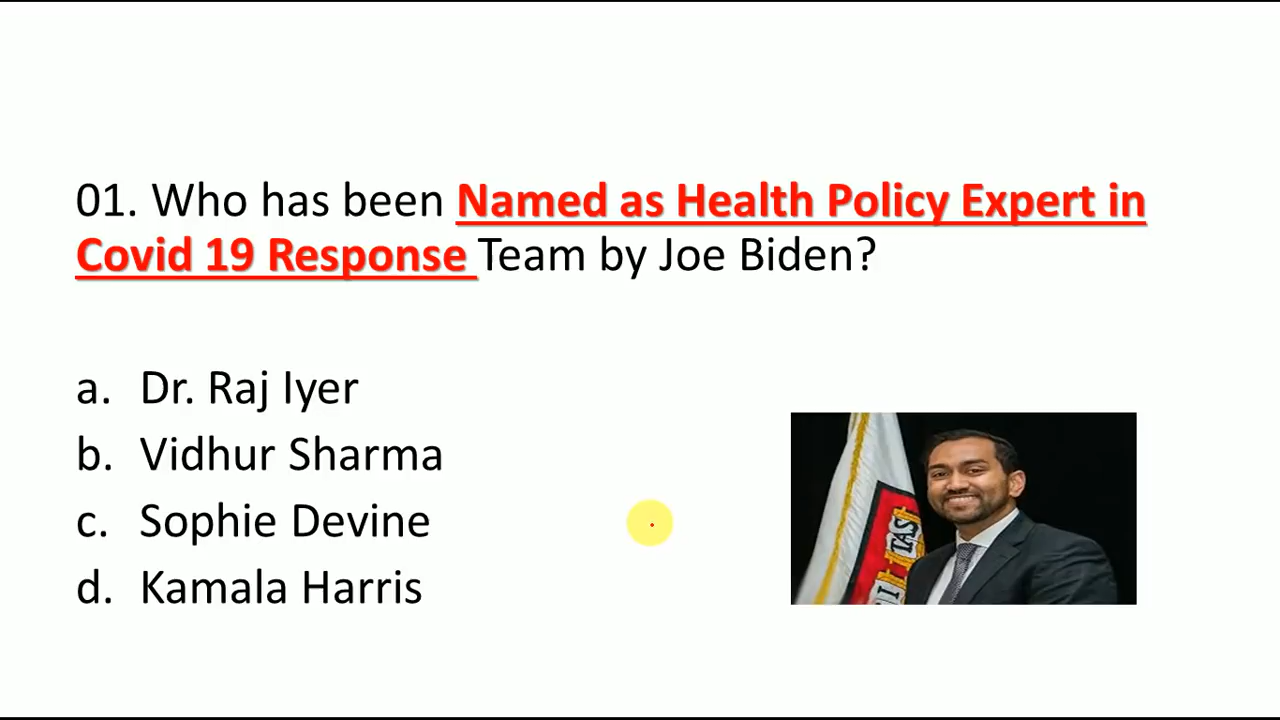 01. Who has been Named as Health Policy Expert in
Covid 19 Response Team by Joe Biden?
a. Dr. Raj Iyer
b. Vidhur Sharma
c. Sophie Devine
d. Kamala Harris